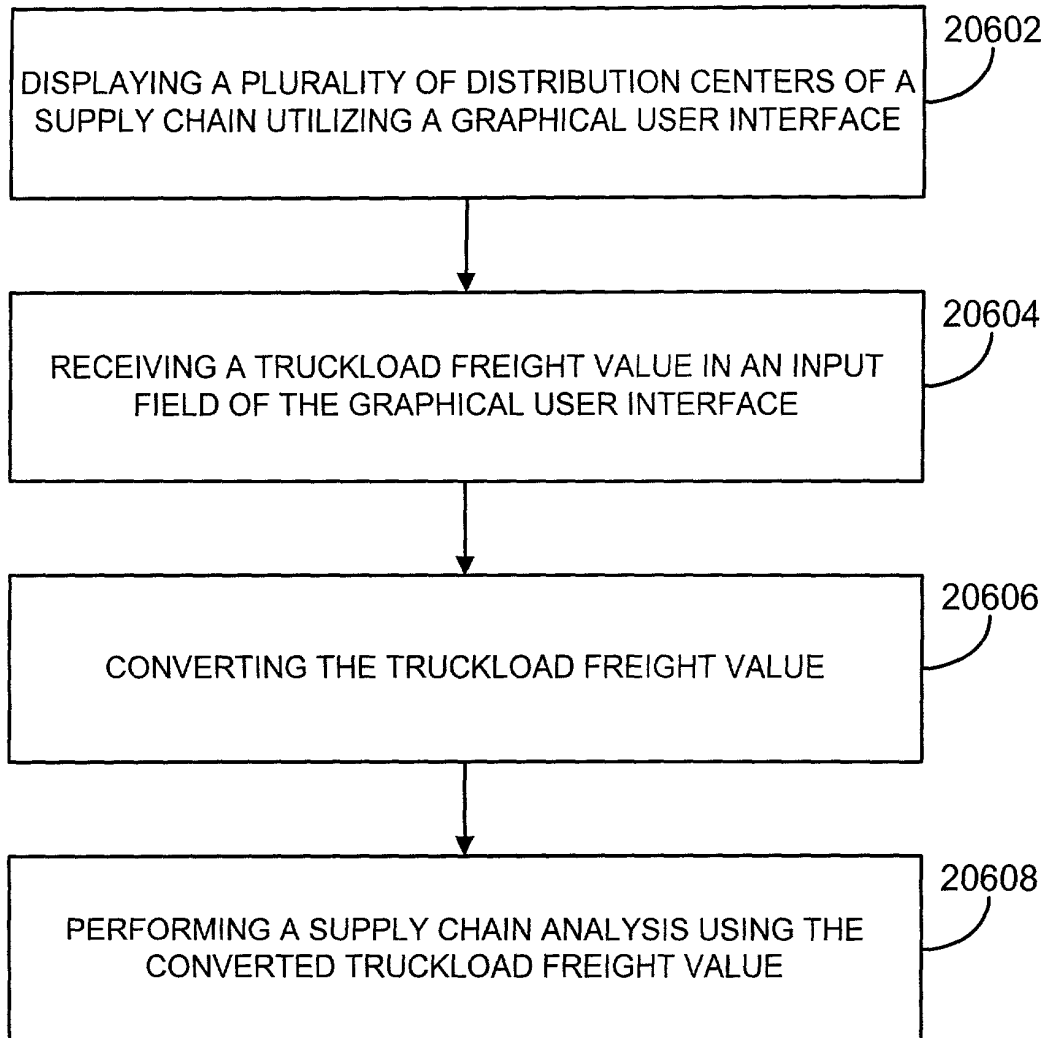 20602
DISPLAYING A PLURALITY OF DISTRIBUTION CENTERS OF A
SUPPLY CHAIN UTILIZING A GRAPHICAL USER INTERFACE
20604
RECEIVING A TRUCKLOAD FREIGHT VALUE IN AN INPUT
FIELD OF THE GRAPHICAL USER INTERFACE
20606
CONVERTING THE TRUCKLOAD FREIGHT VALUE
20608
PERFORMING A SUPPLY CHAIN ANALYSIS USING THE
CONVERTED TRUCKLOAD FREIGHT VALUE